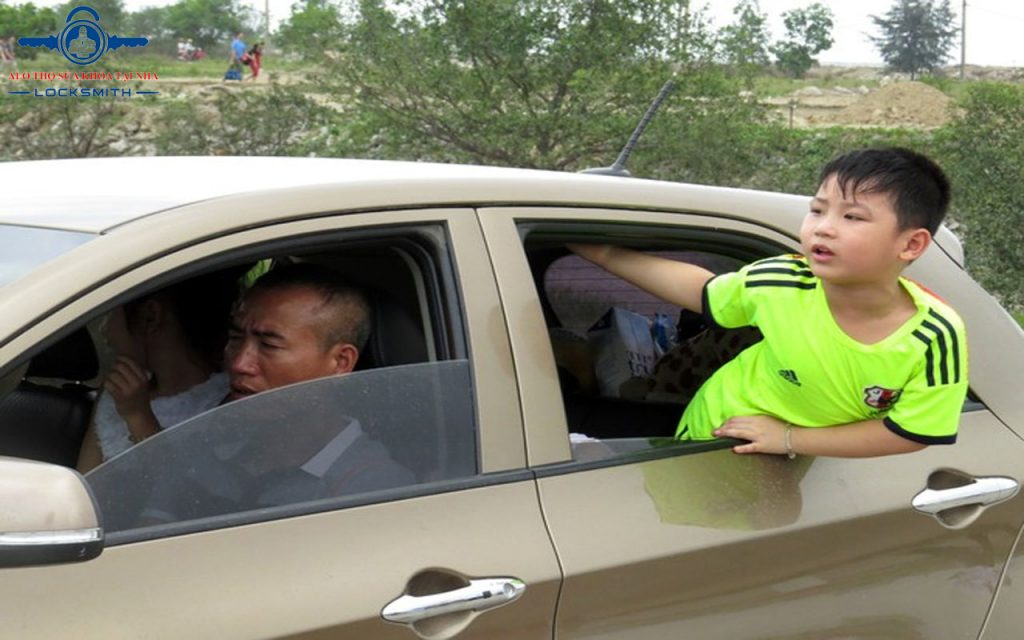 ALO THỢ SỬA KHÓA TẠI NHÀ
LOCKSMITH